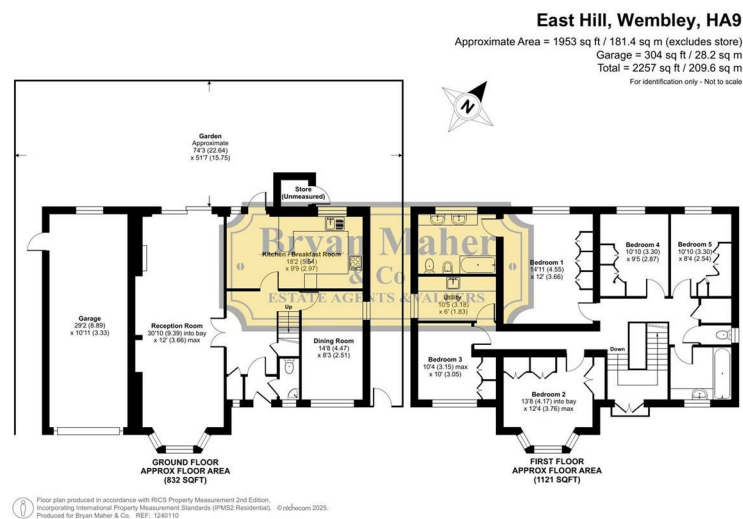 East Hill, Wembley, HA9
Approximate Area = 1953 sq ft / 181.4 sq m (excludes store)
Garage = 304 sq ft / 28.2 sq m
Total = 2257 sq ft / 209.6 sq m
For identification only - Not to scale
N
Garden
Approximate
74'3 (22.64)
x 51'7 (15.75)
Store
(Unmeasured)
Bryan Maher
& Co
ESTATE AGENTS & VALUERS
Kitchen / Breakfast Room
18'2 (5.54)
x 9'9 (2.97)
Garage
29'2 (8.89)
x 10'11 (3.33)
Reception Room
30'10 (9.39) into bay
x 12' (3.66) max
Up
Dining Room
14'8 (4.47)
x 8'3 (2.51)
GROUND FLOOR
APPROX FLOOR AREA
(832 SQFT)
Bedroom 1
14'11 (4.55)
x 12' (3.66)
Bedroom 4
10'10 (3.30)
x 9'5 (2.87)
Bedroom 5
10'10 (3.30)
x 8'4 (2.54)
Utility
10'5 (3.18)
x 6' (1.83)
Bedroom 3
10'4 (3.15) max
x 10' (3.05)
Bedroom 2
13'8 (4.17) into bay
x 12'4 (3.76) max
Down
FIRST FLOOR
APPROX FLOOR AREA
(1121 SQFT)
Floor plan produced in accordance with RICS Property Measurement 2nd Edition,
Incorporating International Property Measurement Standards (IPMS2 Residential). © nichecom 2025.
Produced for Bryan Maher & Co. REF: 1240110